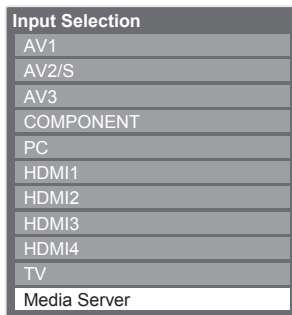 Input Selection
AV1
AV2/S
AV3
COMPONENT
PC
HDMI1
HDMI2
HDMI3
HDMI4
TV
Media Server